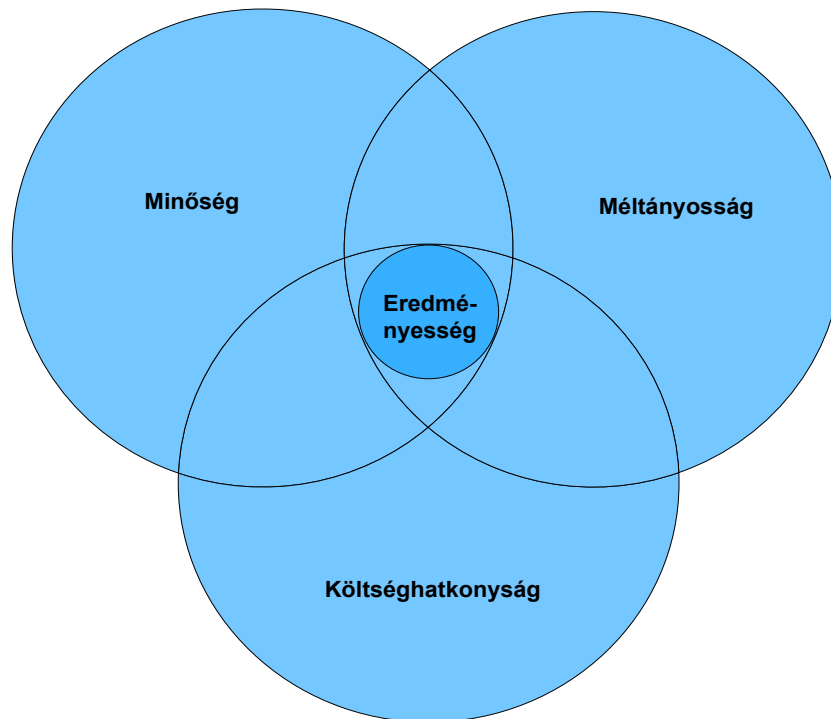 Minőség
Méltányosság
Eredmé-
nyesség
Költséghatkonyság